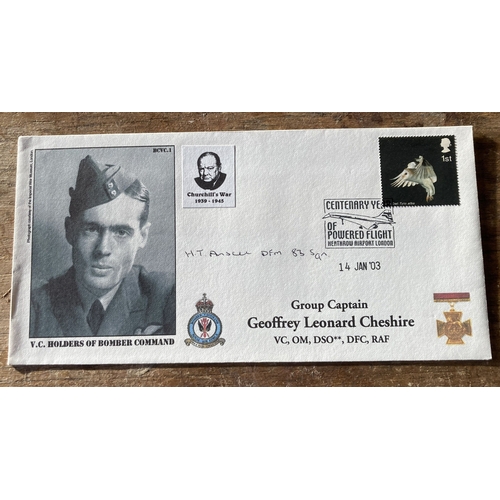 BCVC.1
Churchill's War
1939 - 1945
1st
CENTENARY YEAR
OF
POWERED FLIGHT
HEATHROW AIRPORT LONDON
14 JAN '03
H.T. DFM 83 Sqn.
V.C. HOLDERS OF BOMBER COMMAND
Group Captain
Geoffrey Leonard Cheshire
VC, OM, DSO**, DFC, RAF